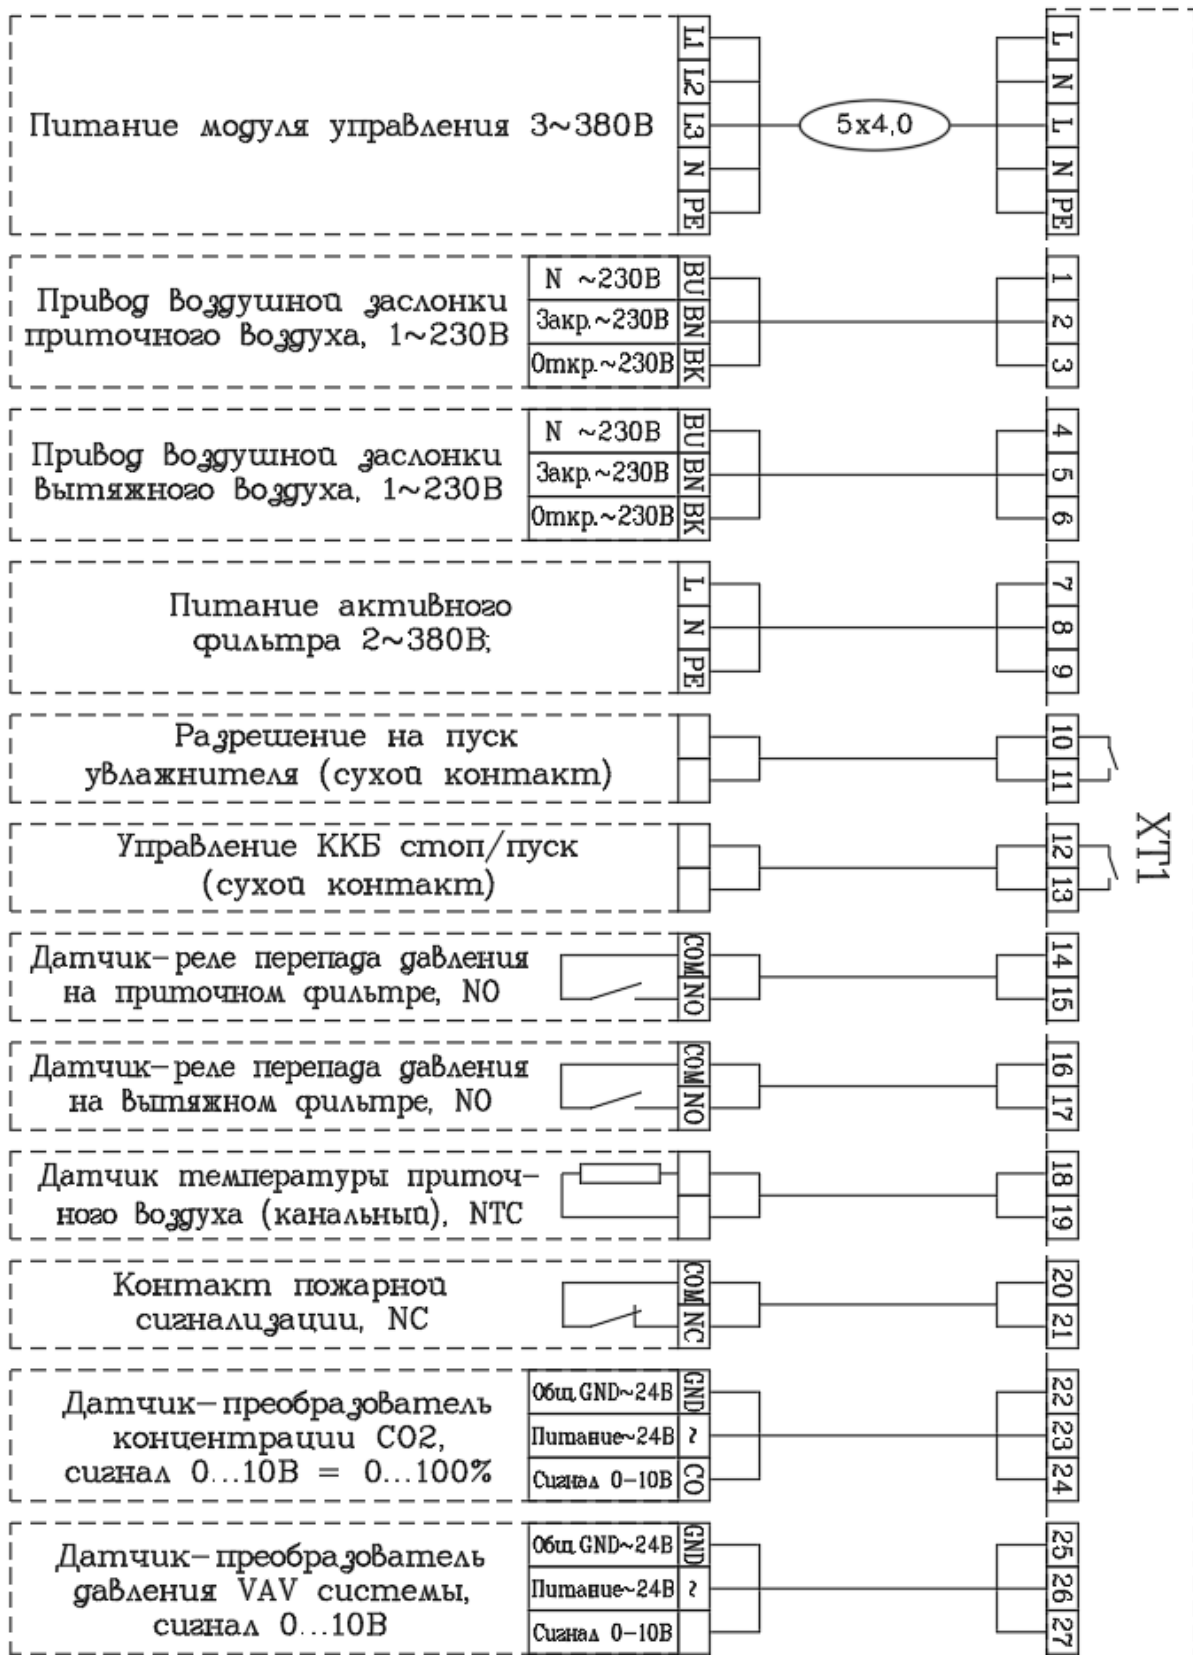 Питание модуля управления 3~380В
L1
L2
L3
N
PE
5x4,0
L
N
L
N
PE
Привод воздушной заслонки
приточного воздуха, 1~230В
N ~230В
Закр.~230В
Откр.~230В
BU
BN
BK
1
2
3
Привод воздушной заслонки
вытяжного воздуха, 1~230В
N ~230В
Закр.~230В
Откр.~230В
BU
BN
BK
4
5
6
Питание активного
фильтра 2~380В;
L
N
PE
7
8
9
Разрешение на пуск
увлажнителя (сухой контакт)
10
11
Управление ККБ стоп/пуск
(сухой контакт)
12
13
XT1
Датчик-реле перепада давления
на приточном фильтре, NO
COM
NO
14
15
Датчик-реле перепада давления
на вытяжном фильтре, NO
COM
NO
16
17
Датчик температуры приточ-
ного воздуха (канальный), NTC
18
19
Контакт пожарной
сигнализации, NC
COM
NC
20
21
Датчик-преобразователь
концентрации CO2,
сигнал 0...10В = 0...100%
Общ.GND~24В
Питание~24В
Сигнал 0-10В
GND
~
CO
22
23
24
Датчик-преобразователь
давления VAV системы,
сигнал 0...10В
Общ.GND~24В
Питание~24В
Сигнал 0-10В
GND
~
25
26
27